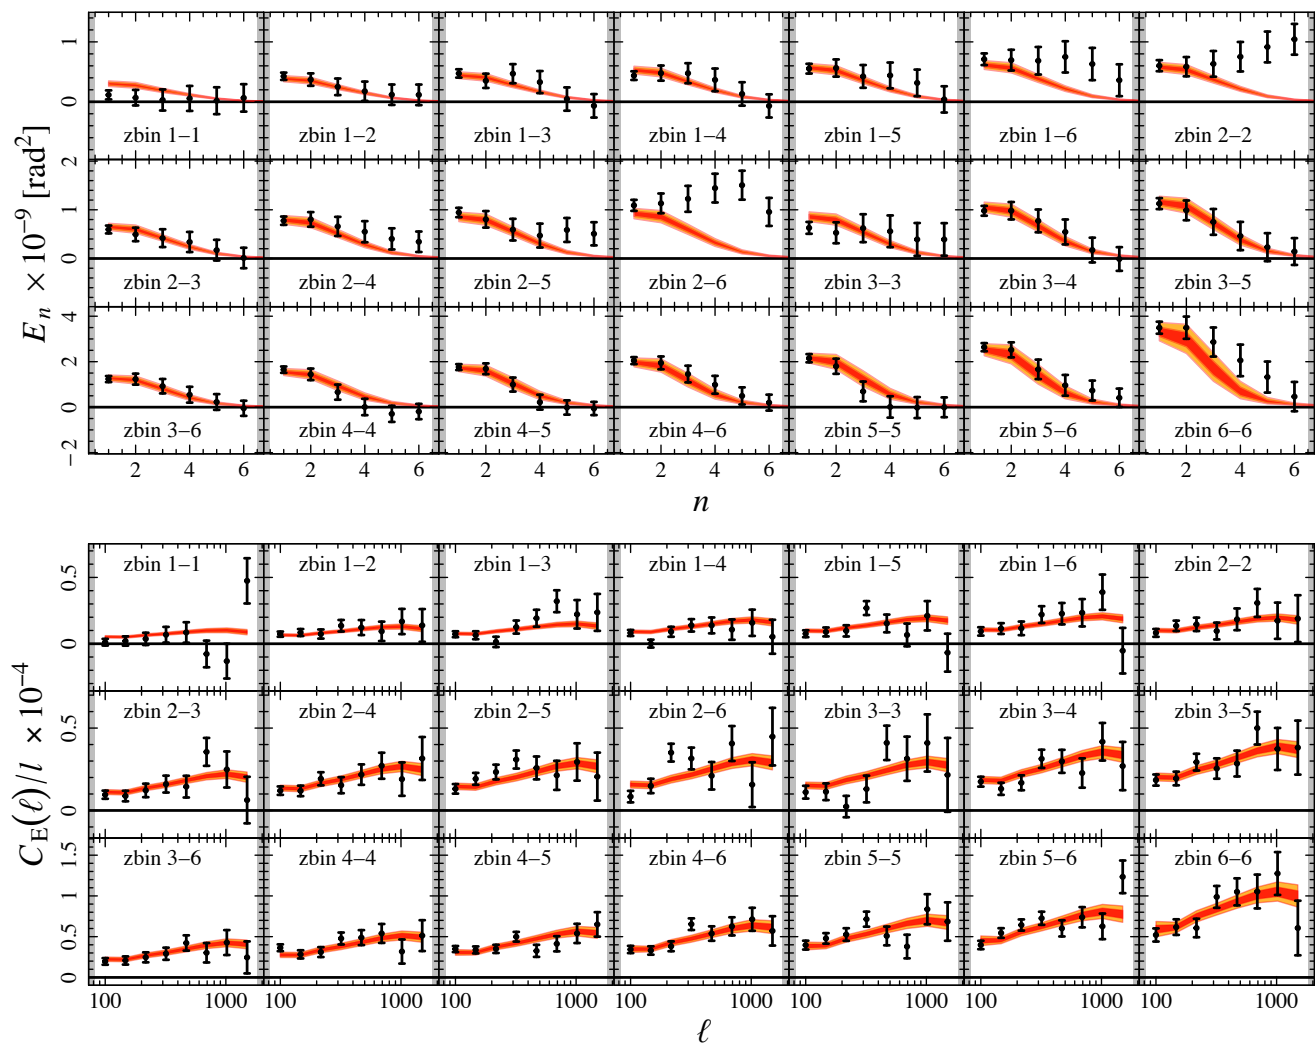 1
0
zbin 1–1 zbin 1–2 zbin 1–3 zbin 1–4 zbin 1–5 zbin 1–6 zbin 2–2
2
1
0
zbin 2–3 zbin 2–4 zbin 2–5 zbin 2–6 zbin 3–3 zbin 3–4 zbin 3–5
4
2
0
zbin 3–6 zbin 4–4 zbin 4–5 zbin 4–6 zbin 5–5 zbin 5–6 zbin 6–6
−2
2 4 6 2 4 6 2 4 6 2 4 6 2 4 6 2 4 6 2 4 6
E_n × 10^−9 [rad^2]
n
zbin 1–1 zbin 1–2 zbin 1–3 zbin 1–4 zbin 1–5 zbin 1–6 zbin 2–2
0.5
0
zbin 2–3 zbin 2–4 zbin 2–5 zbin 2–6 zbin 3–3 zbin 3–4 zbin 3–5
0.5
0
zbin 3–6 zbin 4–4 zbin 4–5 zbin 4–6 zbin 5–5 zbin 5–6 zbin 6–6
1.5
1
0.5
0
100 1000 100 1000 100 1000 100 1000 100 1000 100 1000 100 1000
C_E(ℓ)/l × 10^−4
ℓ